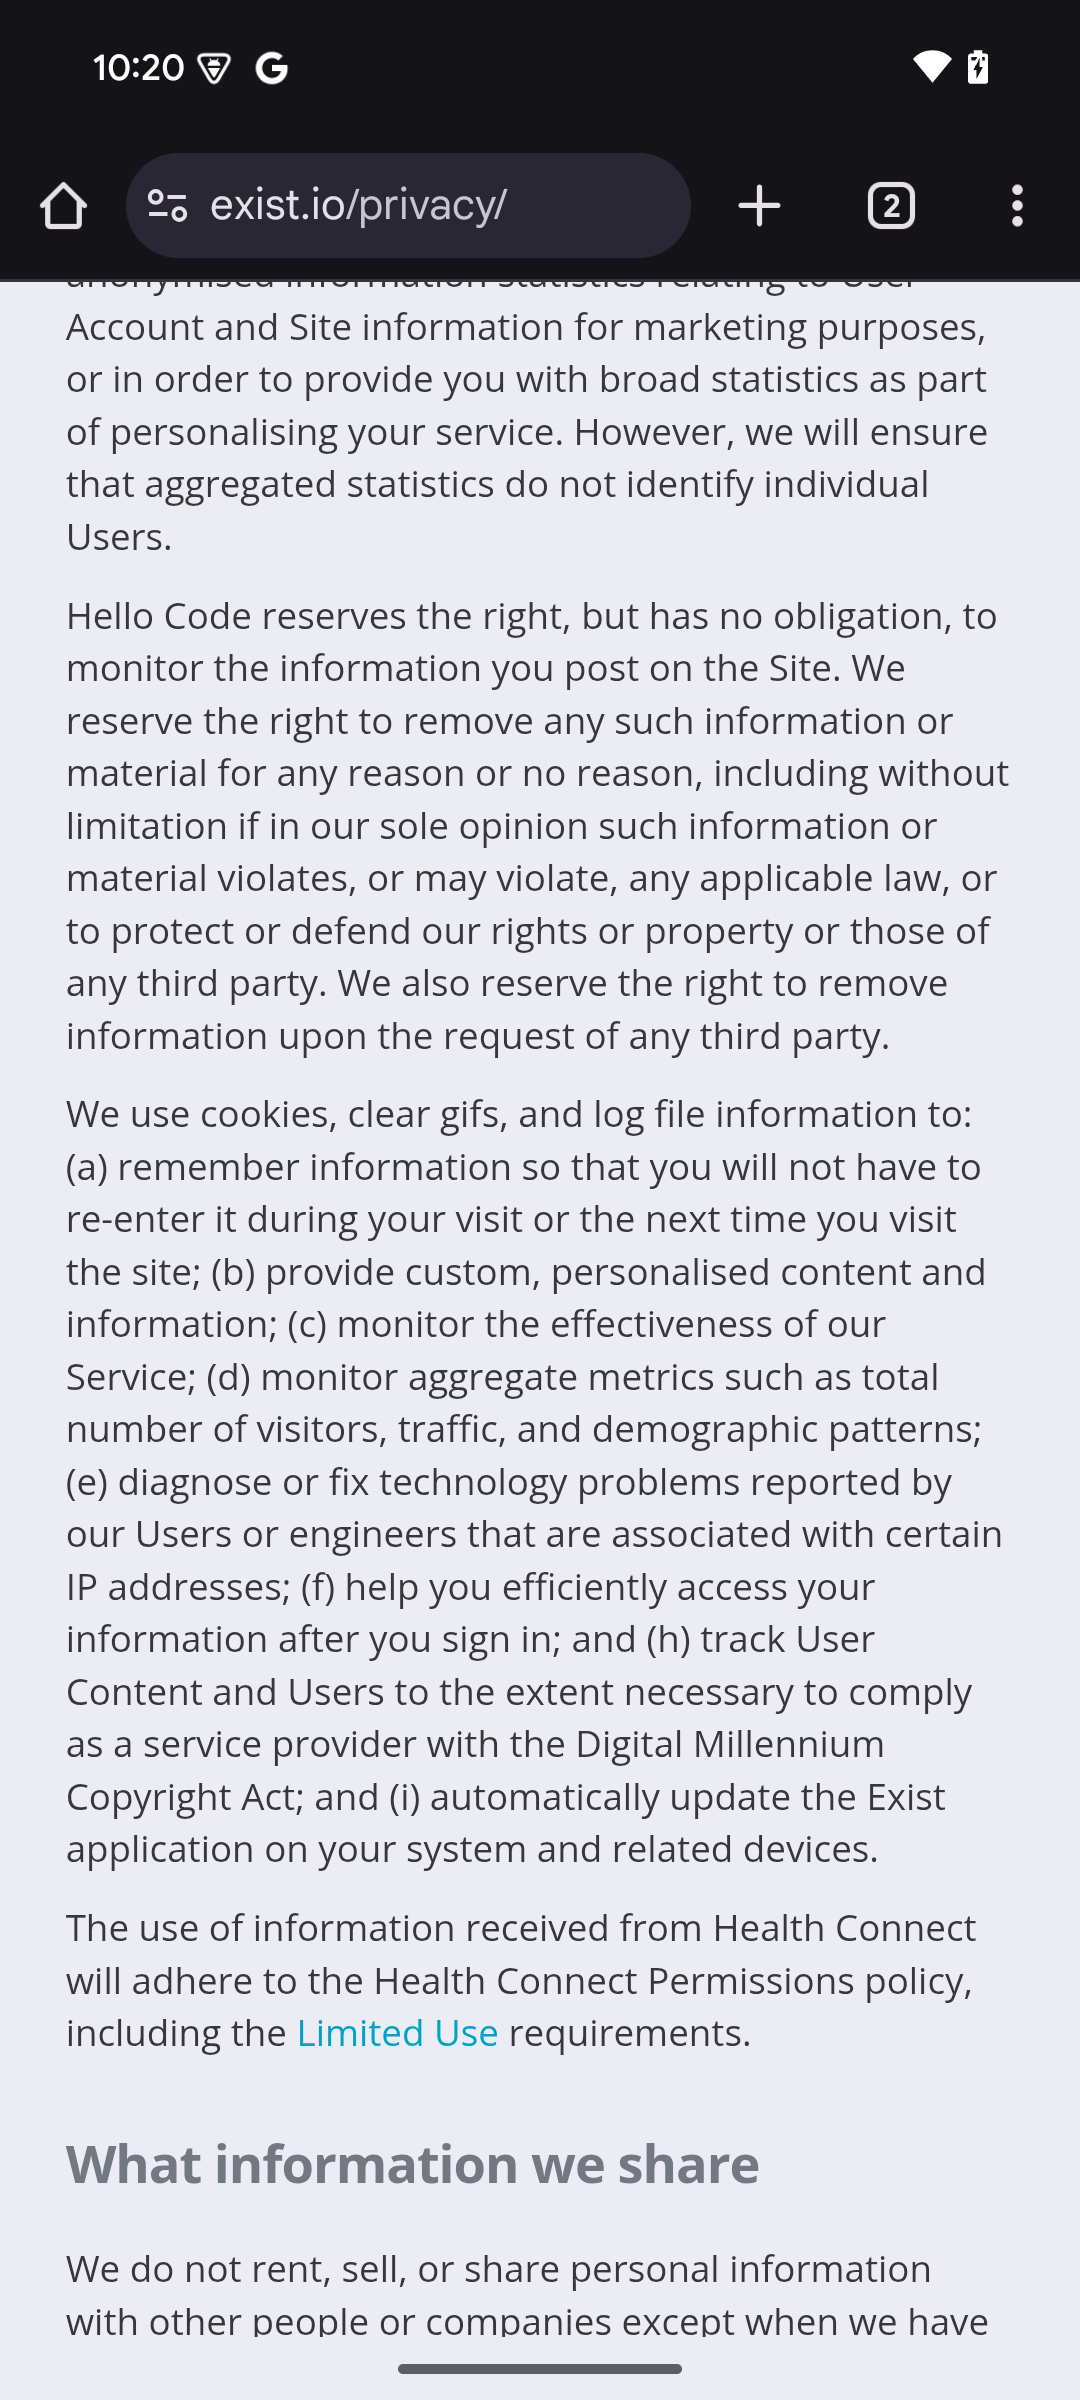 10:20
exist.io/privacy/
2
anonymised information statistics relating to User
Account and Site information for marketing purposes,
or in order to provide you with broad statistics as part
of personalising your service. However, we will ensure
that aggregated statistics do not identify individual
Users.
Hello Code reserves the right, but has no obligation, to
monitor the information you post on the Site. We
reserve the right to remove any such information or
material for any reason or no reason, including without
limitation if in our sole opinion such information or
material violates, or may violate, any applicable law, or
to protect or defend our rights or property or those of
any third party. We also reserve the right to remove
information upon the request of any third party.
We use cookies, clear gifs, and log file information to:
(a) remember information so that you will not have to
re-enter it during your visit or the next time you visit
the site; (b) provide custom, personalised content and
information; (c) monitor the effectiveness of our
Service; (d) monitor aggregate metrics such as total
number of visitors, traffic, and demographic patterns;
(e) diagnose or fix technology problems reported by
our Users or engineers that are associated with certain
IP addresses; (f) help you efficiently access your
information after you sign in; and (h) track User
Content and Users to the extent necessary to comply
as a service provider with the Digital Millennium
Copyright Act; and (i) automatically update the Exist
application on your system and related devices.
The use of information received from Health Connect
will adhere to the Health Connect Permissions policy,
including the Limited Use requirements.
What information we share
We do not rent, sell, or share personal information
with other people or companies except when we have